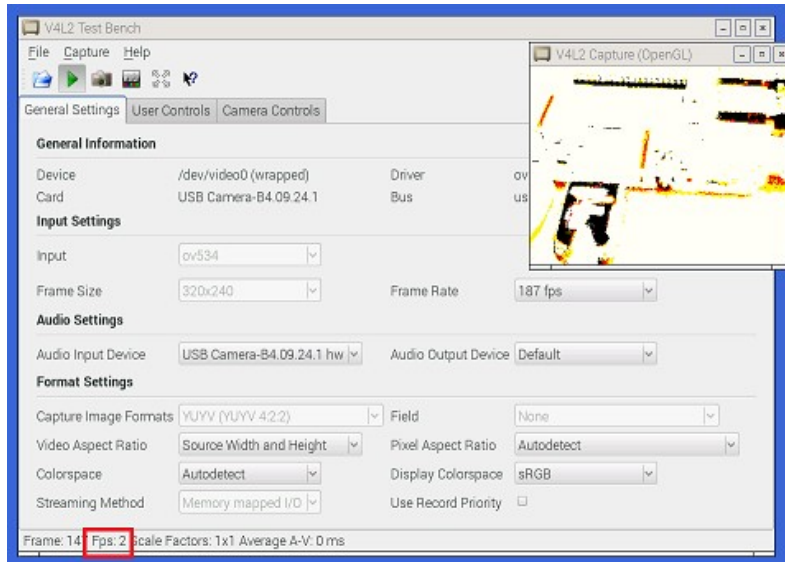 V4L2 Test Bench
File Capture Help
V4L2 Capture (OpenGL)
General Settings User Controls Camera Controls
General Information
Device /dev/video0 (wrapped) Driver ov
Card USB Camera-B4.09.24.1 Bus us
Input Settings
Input ov534
Frame Size 320x240 Frame Rate 187 fps
Audio Settings
Audio Input Device USB Camera-B4.09.24.1 hw Audio Output Device Default
Format Settings
Capture Image Formats YUYV (YUYV 4:2:2) Field None
Video Aspect Ratio Source Width and Height Pixel Aspect Ratio Autodetect
Colorspace Autodetect Display Colorspace sRGB
Streaming Method Memory mapped I/O Use Record Priority
Frame: 147 Fps: 2 Scale Factors: 1x1 Average A-V: 0 ms